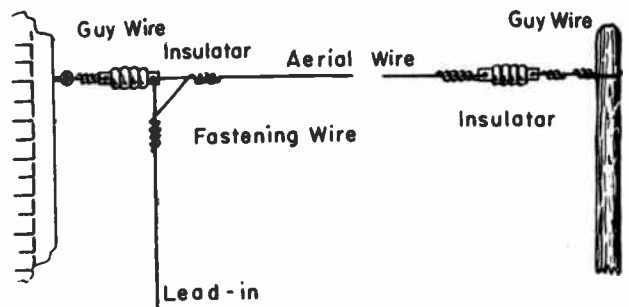 Guy Wire
Guy Wire
Insulator
Aerial Wire
Insulator
Fastening Wire
Lead-in